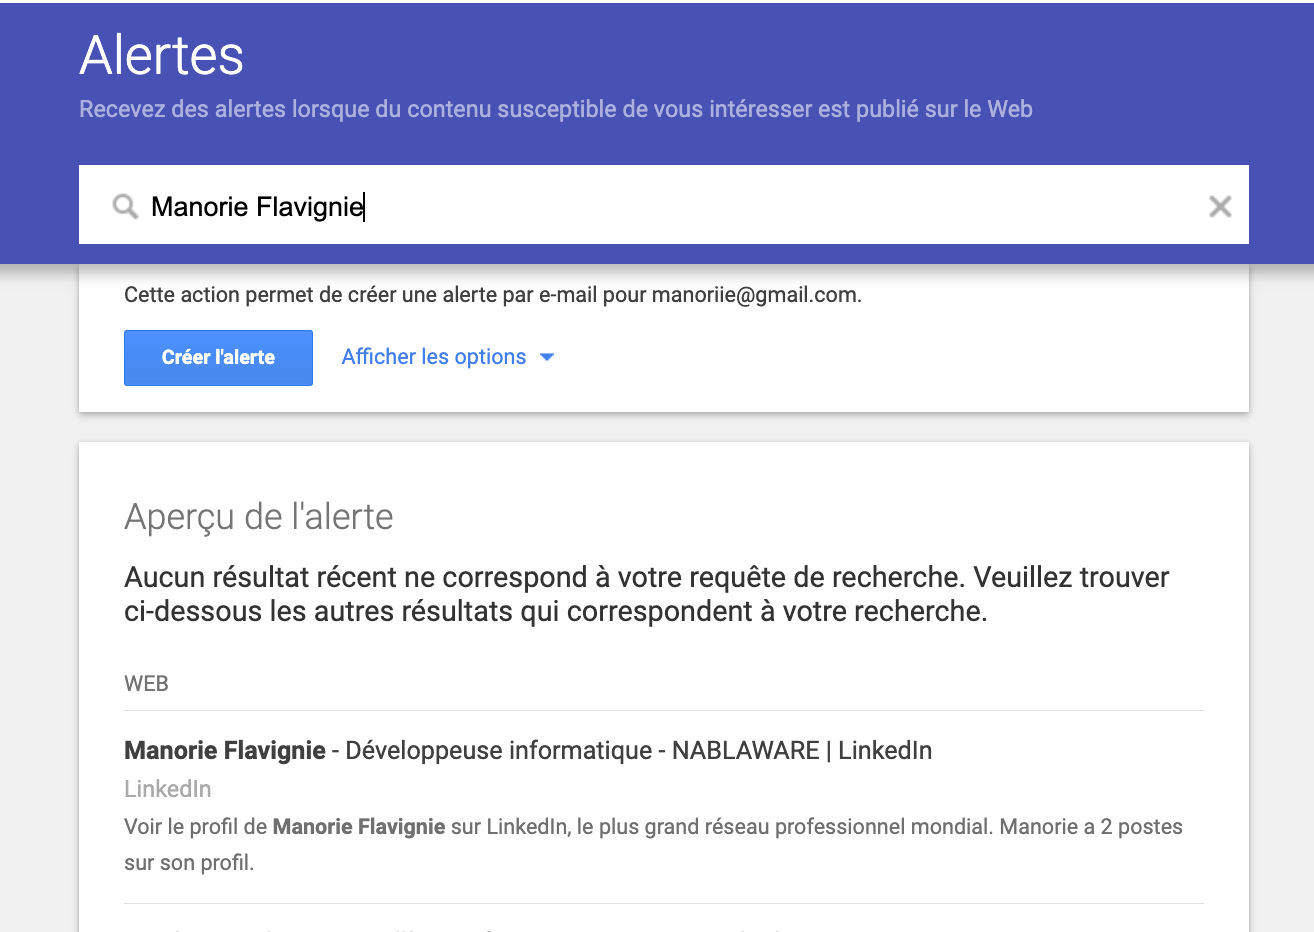 Alertes
Recevez des alertes lorsque du contenu susceptible de vous intéresser est publié sur le Web
Manorie Flavignie
Cette action permet de créer une alerte par e-mail pour manoriie@gmail.com.
Créer l'alerte Afficher les options
Aperçu de l'alerte
Aucun résultat récent ne correspond à votre requête de recherche. Veuillez trouver
ci-dessous les autres résultats qui correspondent à votre recherche.
WEB
Manorie Flavignie - Développeuse informatique - NABLAWARE | LinkedIn
LinkedIn
Voir le profil de Manorie Flavignie sur LinkedIn, le plus grand réseau professionnel mondial. Manorie a 2 postes
sur son profil.